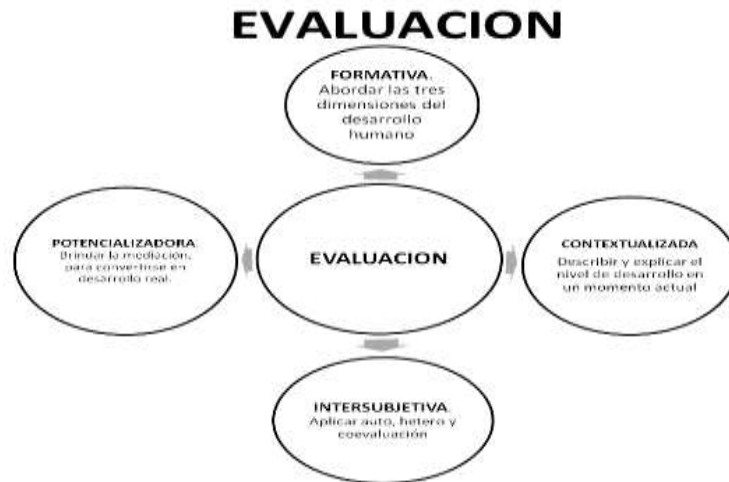 EVALUACION
FORMATIVA.
Abordar las tres
dimensiones del
desarrollo
humano
POTENCIALIZADORA.
Brindar la mediación,
para convertirse en
desarrollo real.
EVALUACION
CONTEXTUALIZADA
Describir y explicar el
nivel de desarrollo en
un momento actual
INTERSUBJETIVA.
Aplicar auto, hetero y
coevaluación